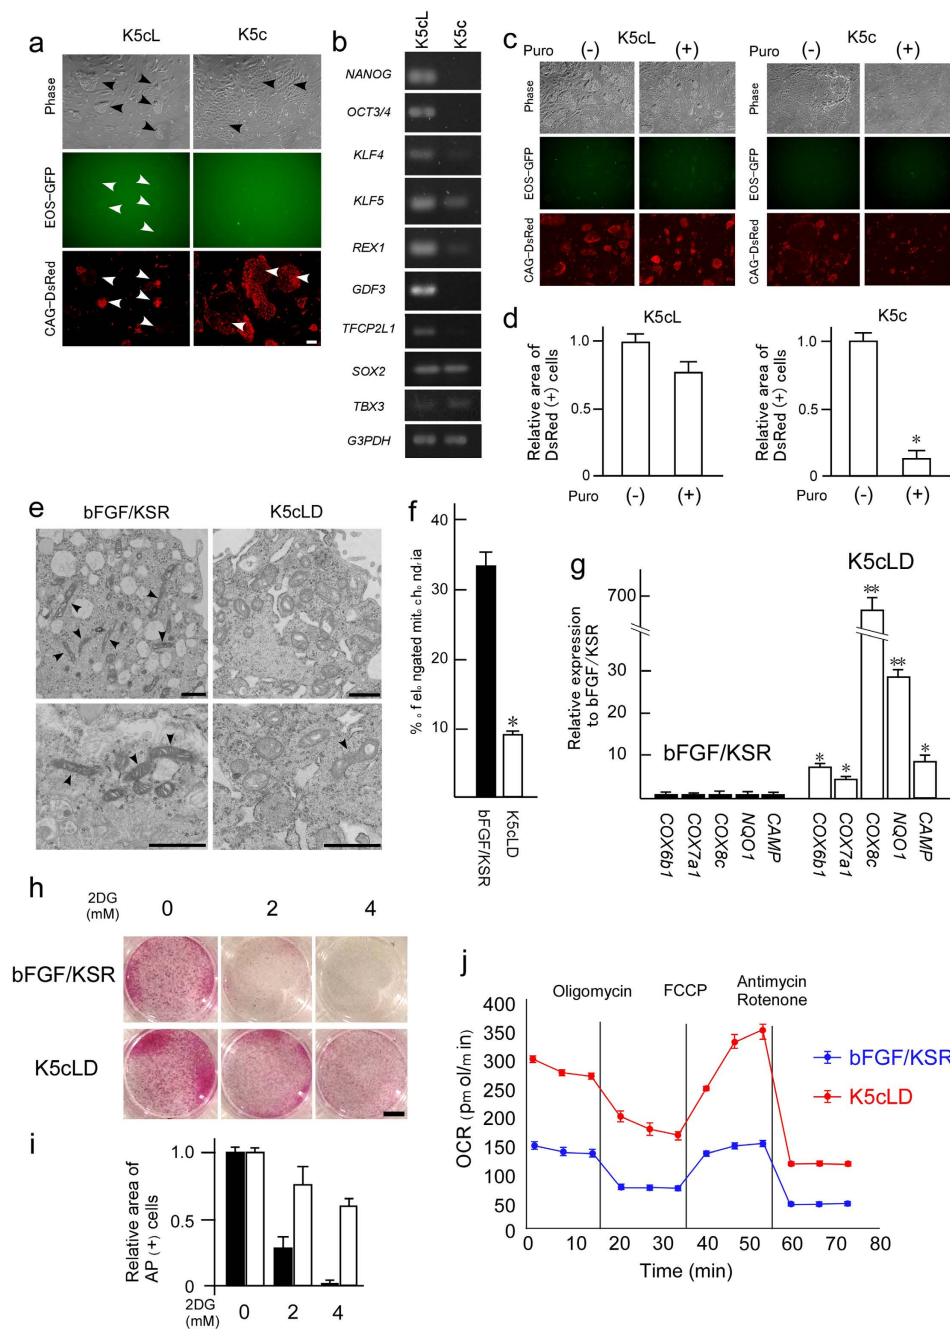 a
K5cL
K5c
Phase
EOS-GFP
CAG-DsRed
b
K5cL
K5c
NANOG
OCT3/4
KLF4
KLF5
REX1
GDF3
TFCP2L1
SOX2
TBX3
G3PDH
c
K5cL
K5c
Puro (-) (+)
Puro (-) (+)
Phase
EOS-GFP
CAG-DsRed
Phase
EOS-GFP
CAG-DsRed
d
K5cL
Relative area of
DsRed (+) cells
1.0
0.5
0
Puro (-) (+)
K5c
Relative area of
DsRed (+) cells
1.0
0.5
0
*
Puro (-) (+)
e
bFGF/KSR
K5cLD
f
% of elongated mitochondria
40
30
20
10
*
bFGF/KSR
K5cLD
g
K5cLD
Relative expression
to bFGF/KSR
700
30
20
10
bFGF/KSR
* * ** ** *
COX6b1
COX7a1
COX8c
NQO1
CAMP
COX6b1
COX7a1
COX8c
NQO1
CAMP
h
2DG
(mM)
0 2 4
bFGF/KSR
K5cLD
i
Relative area of
AP (+) cells
1.0
0.5
0
2DG
(mM)
0 2 4
j
OCR (pmol/min)
400
350
300
250
200
150
100
50
0
Oligomycin
FCCP
Antimycin
Rotenone
bFGF/KSR
K5cLD
0 10 20 30 40 50 60 70 80
Time (min)